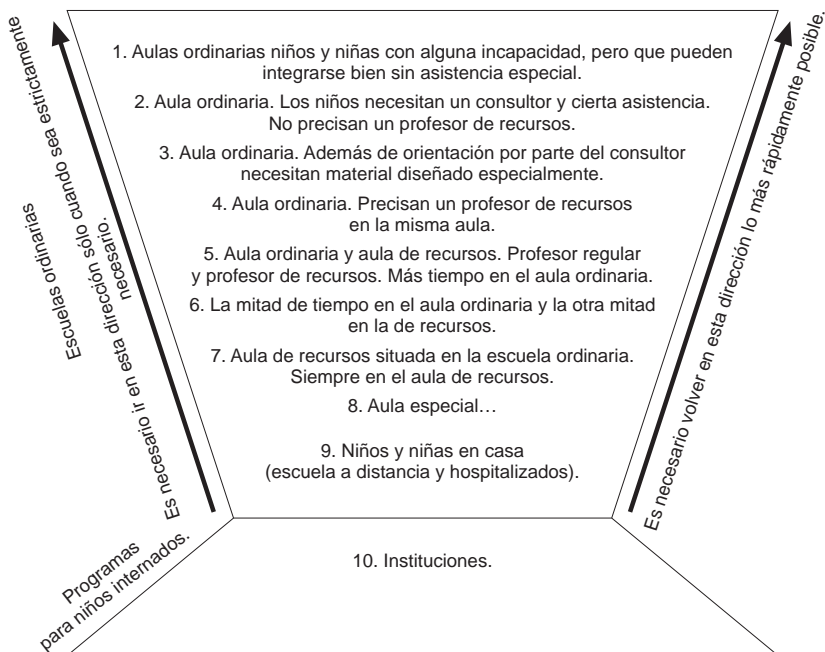 1. Aulas ordinarias niños y niñas con alguna incapacidad, pero que pueden
integrarse bien sin asistencia especial.
2. Aula ordinaria. Los niños necesitan un consultor y cierta asistencia.
No precisan un profesor de recursos.
3. Aula ordinaria. Además de orientación por parte del consultor
necesitan material diseñado especialmente.
4. Aula ordinaria. Precisan un profesor de recursos
en la misma aula.
5. Aula ordinaria y aula de recursos. Profesor regular
y profesor de recursos. Más tiempo en el aula ordinaria.
6. La mitad de tiempo en el aula ordinaria y la otra mitad
en la de recursos.
7. Aula de recursos situada en la escuela ordinaria.
Siempre en el aula de recursos.
8. Aula especial…
9. Niños y niñas en casa
(escuela a distancia y hospitalizados).
10. Instituciones.
Escuelas ordinarias
Es necesario ir en esta dirección sólo cuando sea estrictamente
necesario.
Programas
para niños internados.
Es necesario volver en esta dirección lo más rápidamente posible.